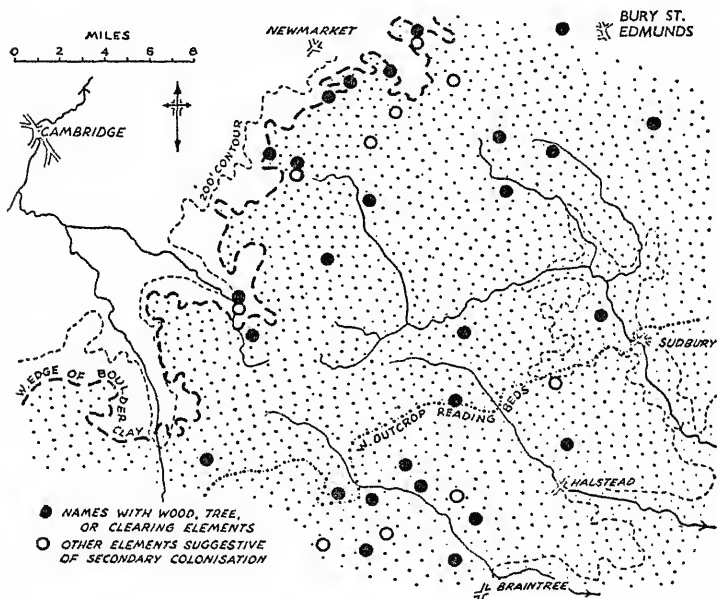 MILES
0 2 4 6 8
NEWMARKET
BURY ST.
EDMUNDS
CAMBRIDGE
200' CONTOUR
W. EDGE OF BOULDER
CLAY
SUDBURY
N. OUTCROP READING BEDS
HALSTEAD
NAMES WITH WOOD, TREE,
OR CLEARING ELEMENTS
OTHER ELEMENTS SUGGESTIVE
OF SECONDARY COLONISATION
BRAINTREE